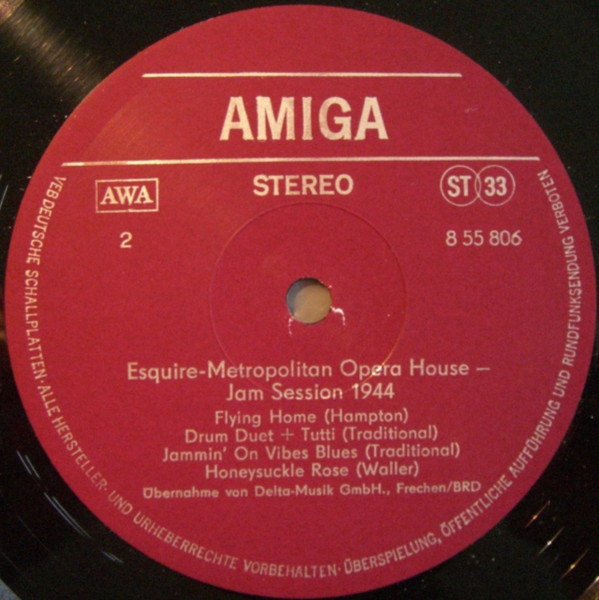 AMIGA
AWA
STEREO
ST 33
2
8 55 806
Esquire-Metropolitan Opera House –
Jam Session 1944
Flying Home (Hampton)
Drum Duet + Tutti (Traditional)
Jammin' On Vibes Blues (Traditional)
Honeysuckle Rose (Waller)
Übernahme von Delta-Musik GmbH., Frechen/BRD
VEB DEUTSCHE SCHALLPLATTEN · ALLE HERSTELLER- UND URHEBERRECHTE VORBEHALTEN · ÜBERSPIELUNG, ÖFFENTLICHE AUFFÜHRUNG UND RUNDFUNKSENDUNG VERBOTEN